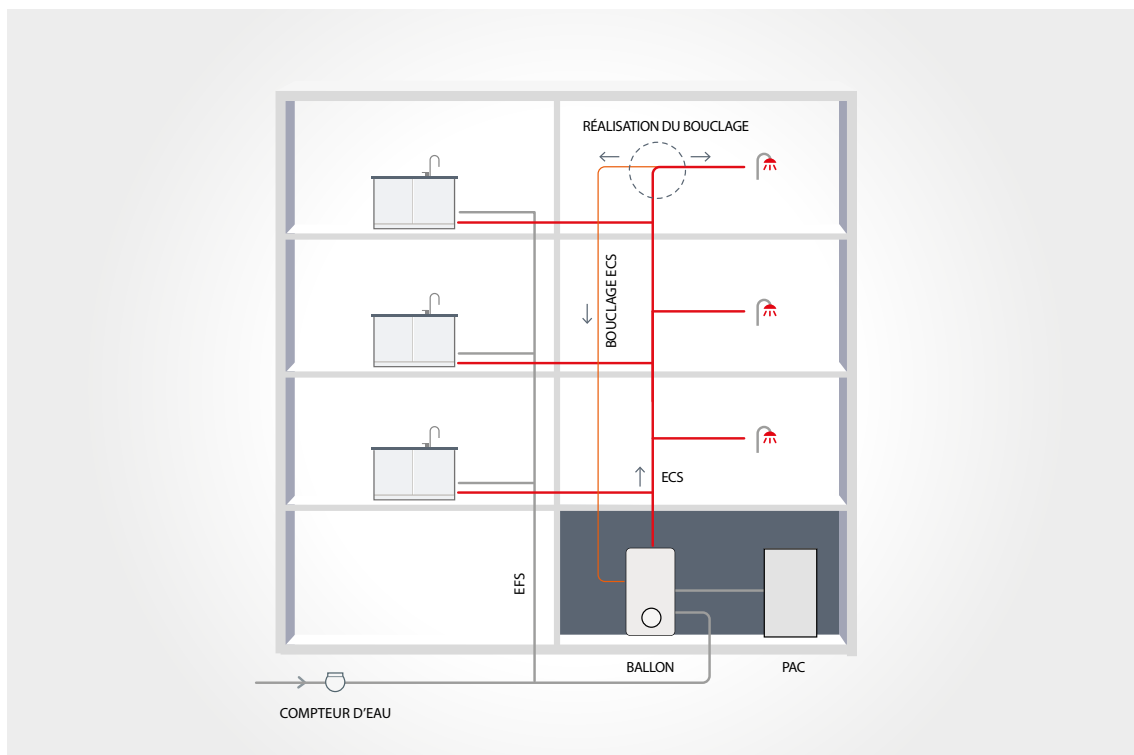 RÉALISATION DU BOUCLAGE
BOUCLAGE ECS
ECS
EFS
BALLON
PAC
COMPTEUR D'EAU